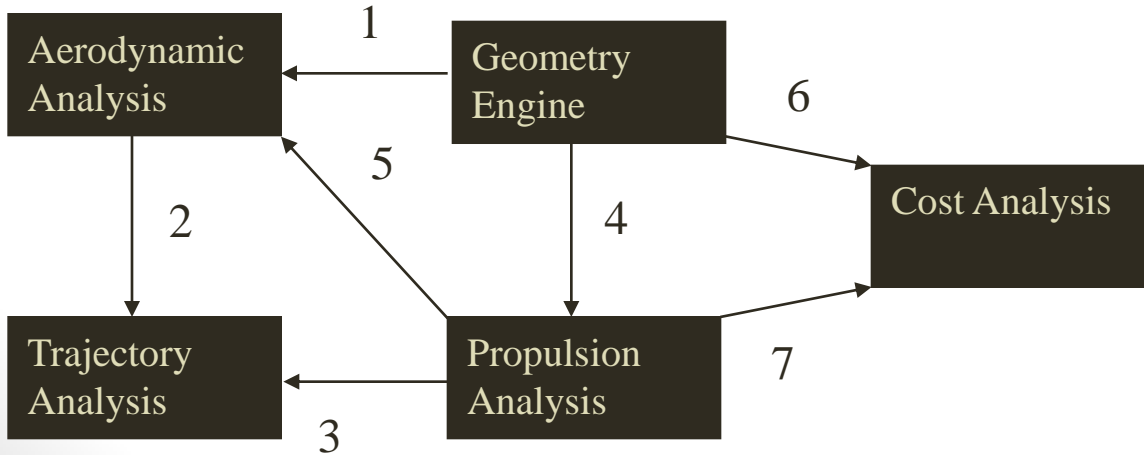 Aerodynamic
Analysis
1
Geometry
Engine
6
5
Cost Analysis
2
4
Trajectory
Analysis
Propulsion
Analysis
7
3